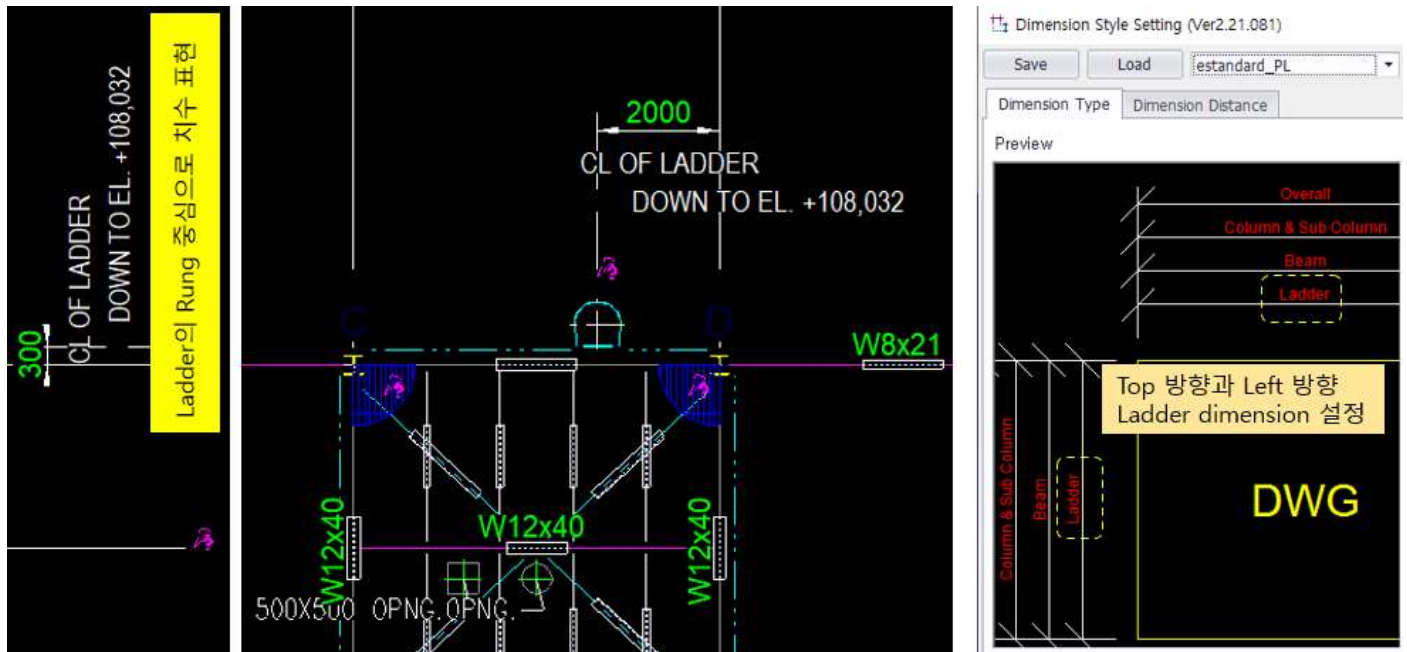 300
CL OF LADDER
DOWN TO EL. +108,032
Ladder의 Rung 중심으로 치수 표현
2000
CL OF LADDER
DOWN TO EL. +108,032
C
D
W8x21
W12x40
W12x40
W12x40
500X500 OPNG.OPNG.
Dimension Style Setting (Ver2.21.081)
Save
Load
estandard_PL
Dimension Type
Dimension Distance
Preview
Overall
Column & Sub Column
Beam
Ladder
Column & Sub Column
Beam
Ladder
Top 방향과 Left 방향
Ladder dimension 설정
DWG